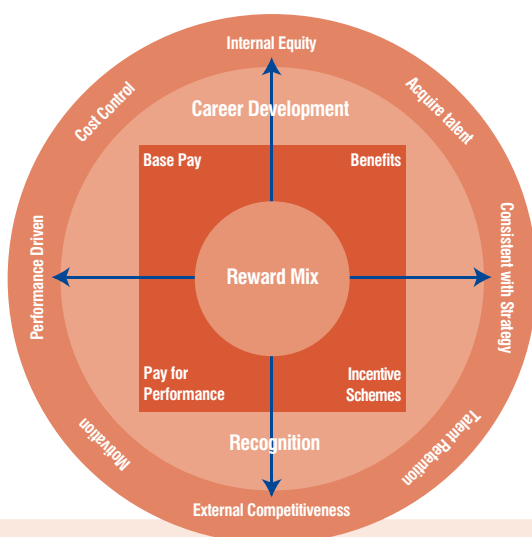 Internal Equity
Cost Control
Acquire talent
Career Development
Base Pay
Benefits
Performance Driven
Reward Mix
Consistent with Strategy
Pay for
Performance
Incentive
Schemes
Motivation
Recognition
Talent Retention
External Competitiveness